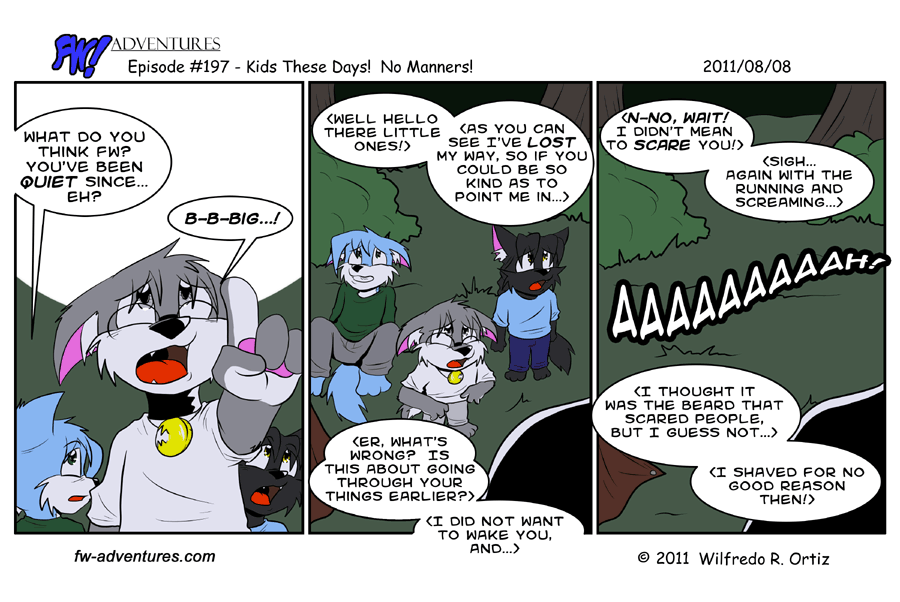 FW! ADVENTURES
Episode #197 - Kids These Days!  No Manners!
2011/08/08
WHAT DO YOU
THINK FW?
YOU'VE BEEN
QUIET SINCE...
EH?
B-B-BIG...!
<WELL HELLO
THERE LITTLE
ONES!>
<AS YOU CAN
SEE I'VE LOST
MY WAY, SO IF YOU
COULD BE SO
KIND AS TO
POINT ME IN...>
<ER, WHAT'S
WRONG?  IS
THIS ABOUT GOING
THROUGH YOUR
THINGS EARLIER?>
<I DID NOT WANT
TO WAKE YOU,
AND...>
<N-NO, WAIT!
I DIDN'T MEAN
TO SCARE YOU!>
<SIGH...
AGAIN WITH THE
RUNNING AND
SCREAMING...>
AAAAAAAAAAH!
<I THOUGHT IT
WAS THE BEARD THAT
SCARED PEOPLE,
BUT I GUESS NOT...>
<I SHAVED FOR NO
GOOD REASON
THEN!>
fw-adventures.com
© 2011  Wilfredo R. Ortiz